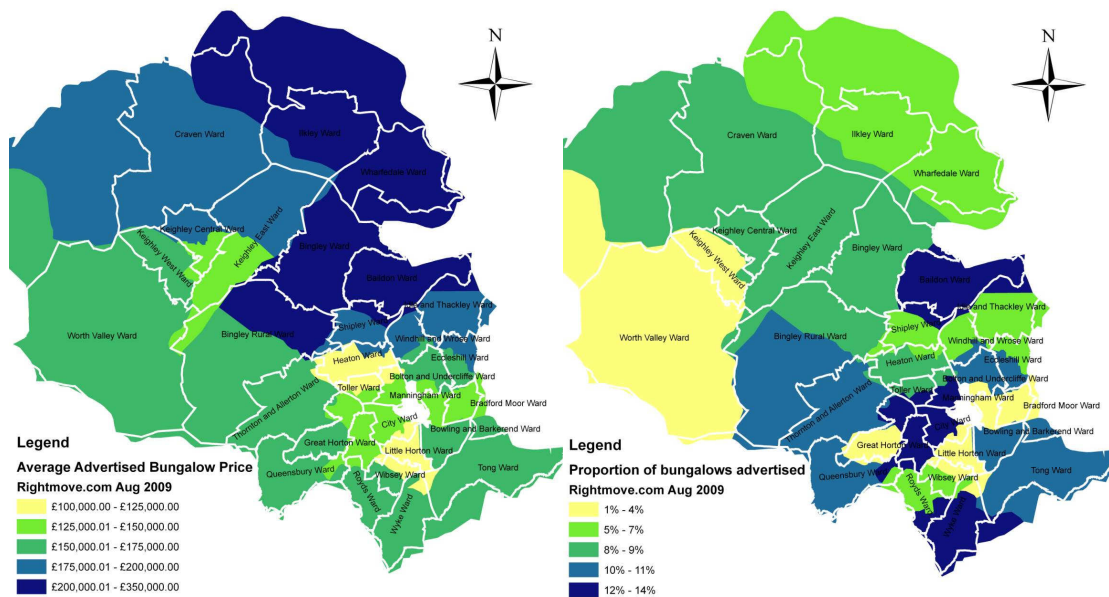 N
Craven Ward
Ilkley Ward
Wharfedale Ward
Keighley Central Ward
Keighley West Ward
Keighley East Ward
Bingley Ward
Baildon Ward
Worth Valley Ward
Bingley Rural Ward
Shipley
and Thackley Ward
Windhill and Wrose Ward
Heaton Ward
Eccleshill Ward
Toller Ward
Bolton and Undercliffe Ward
Thornton and Allerton Ward
Manningham Ward
Bradford Moor Ward
City Ward
Bowling and Barkerend Ward
Great Horton Ward
Little Horton Ward
Queensbury Ward
Royds Ward
Wibsey Ward
Tong Ward
Wyke Ward
Legend
Average Advertised Bungalow Price
Rightmove.com Aug 2009
£100,000.00 - £125,000.00
£125,000.01 - £150,000.00
£150,000.01 - £175,000.00
£175,000.01 - £200,000.00
£200,000.01 - £350,000.00
N
Craven Ward
Ilkley Ward
Wharfedale Ward
Keighley Central Ward
Keighley West Ward
Keighley East Ward
Bingley Ward
Baildon Ward
Worth Valley Ward
Bingley Rural Ward
Shipley
and Thackley Ward
Windhill and Wrose Ward
Heaton Ward
Eccleshill Ward
Toller Ward
Bolton and Undercliffe Ward
Thornton and Allerton Ward
Manningham Ward
Bradford Moor Ward
City Ward
Bowling and Barkerend Ward
Great Horton Ward
Little Horton Ward
Queensbury Ward
Royds Ward
Wibsey Ward
Tong Ward
Wyke Ward
Legend
Proportion of bungalows advertised
Rightmove.com Aug 2009
1% - 4%
5% - 7%
8% - 9%
10% - 11%
12% - 14%